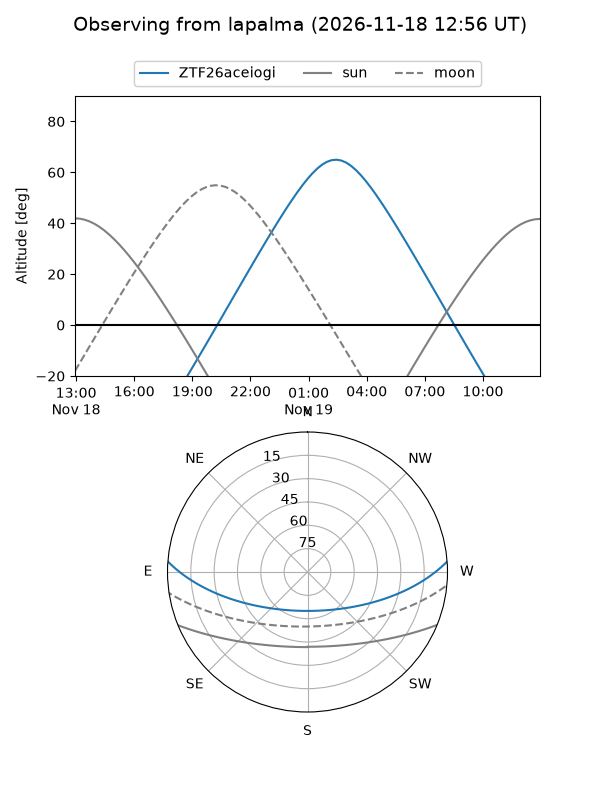 Observing from lapalma (2026-11-18 12:56 UT)
ZTF26aceiogi sun moon
Altitude [deg]
80
60
40
20
0
−20
13:00 16:00 19:00 22:00 01:00 04:00 07:00 10:00
Nov 18 Nov 19
N
NE NW
15
30
45
60
75
E W
SE SW
S